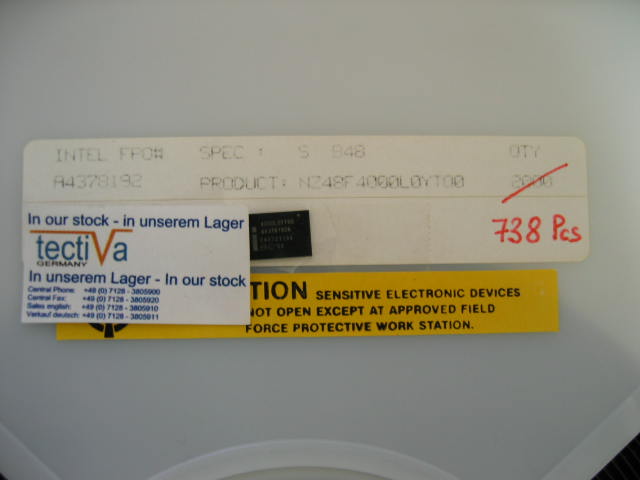 INTEL FPO# SPEC : S 848 QTY
A4378192 PRODUCT: NZ48F4000L0YTO0 2000
738 Pcs
In our stock - in unserem Lager
tectiVa
GERMANY
In unserem Lager - In our stock
Central Phone: +49 (0) 7128 - 3805900
Central Fax: +49 (0) 7128 - 3805920
Sales english: +49 (0) 7128 - 3805910
Verkauf deutsch: +49 (0) 7128 - 3805911
TION SENSITIVE ELECTRONIC DEVICES
NOT OPEN EXCEPT AT APPROVED FIELD
FORCE PROTECTIVE WORK STATION.